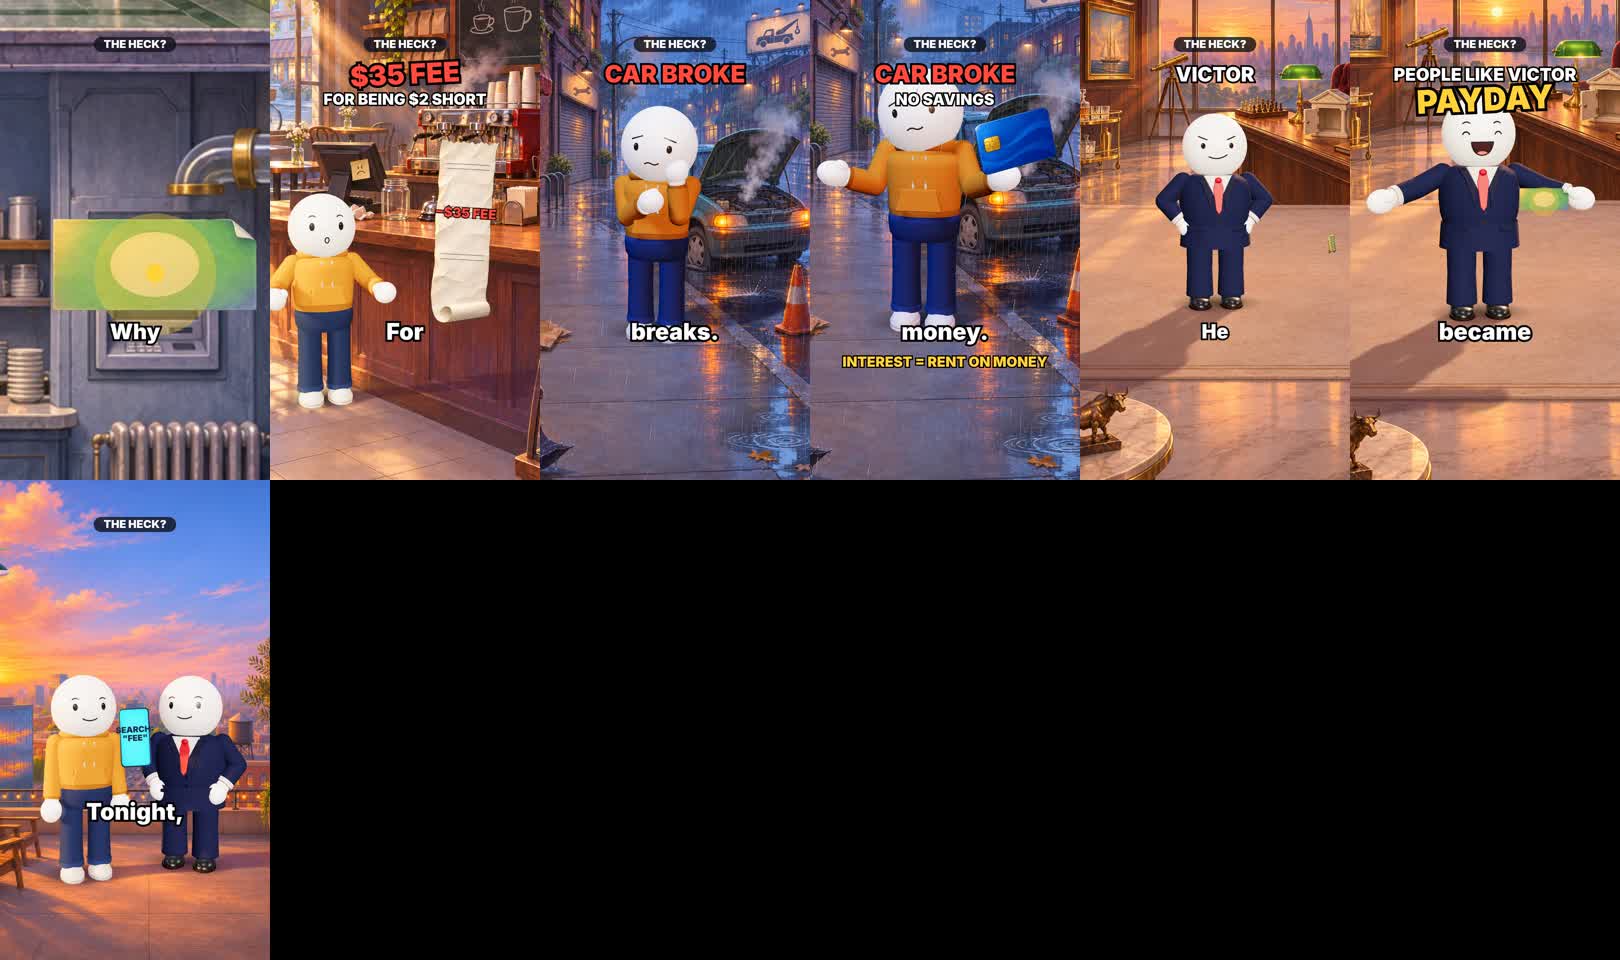 THE HECK?
Why
THE HECK?
$35 FEE
FOR BEING $2 SHORT
-$35 FEE
For
THE HECK?
CAR BROKE
breaks.
THE HECK?
CAR BROKE
NO SAVINGS
money.
INTEREST = RENT ON MONEY
THE HECK?
VICTOR
He
THE HECK?
PEOPLE LIKE VICTOR
PAYDAY
became
THE HECK?
SEARCH
"FEE"
Tonight,